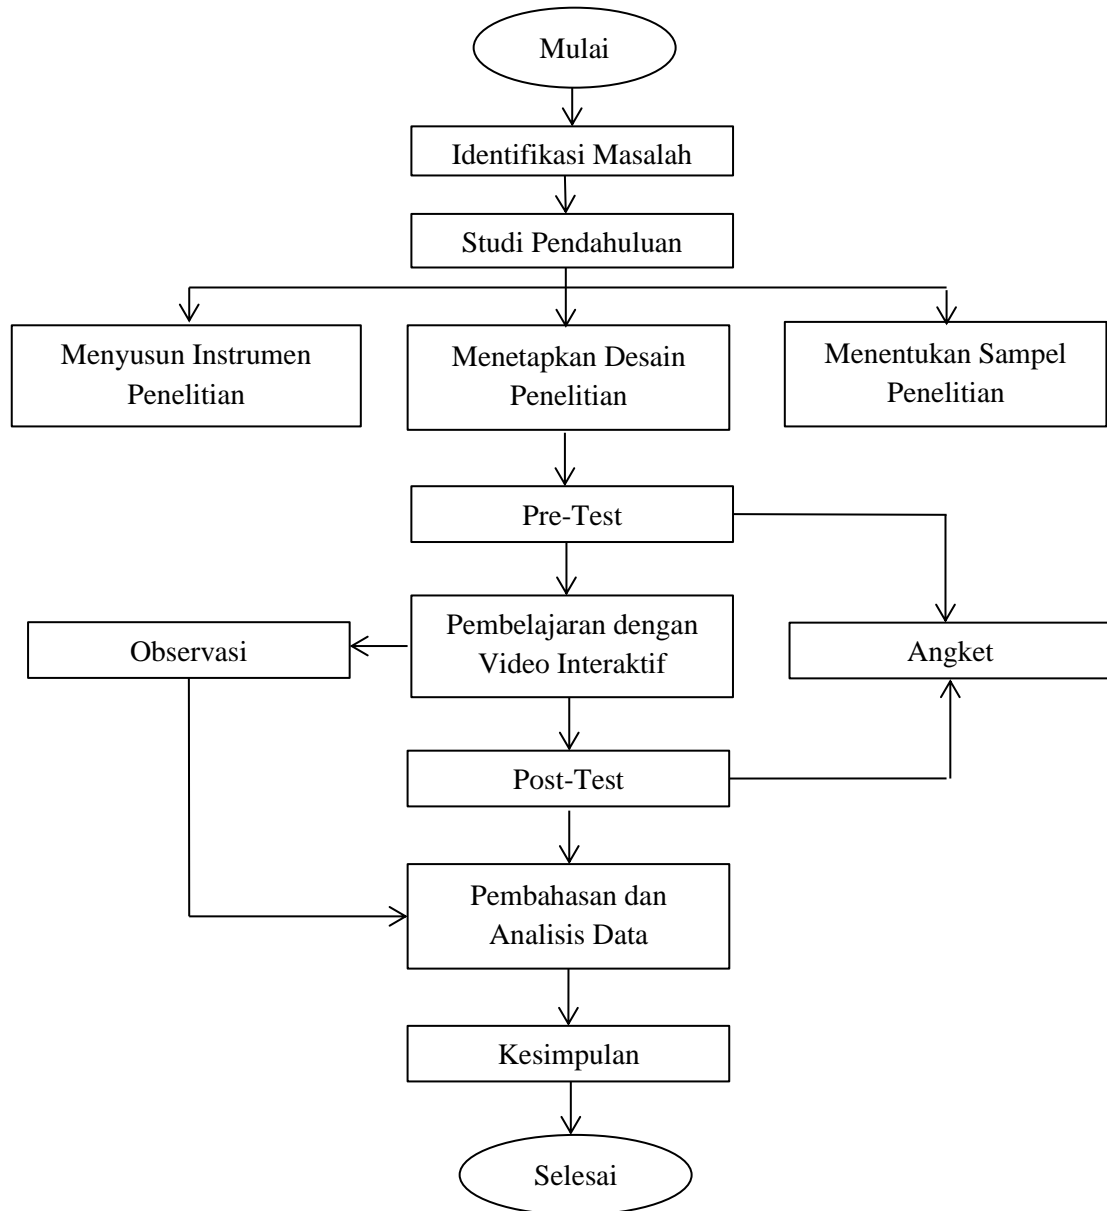 Mulai
Identifikasi Masalah
Studi Pendahuluan
Menyusun Instrumen
Penelitian
Menetapkan Desain
Penelitian
Menentukan Sampel
Penelitian
Pre-Test
Pembelajaran dengan
Video Interaktif
Observasi
Angket
Post-Test
Pembahasan dan
Analisis Data
Kesimpulan
Selesai